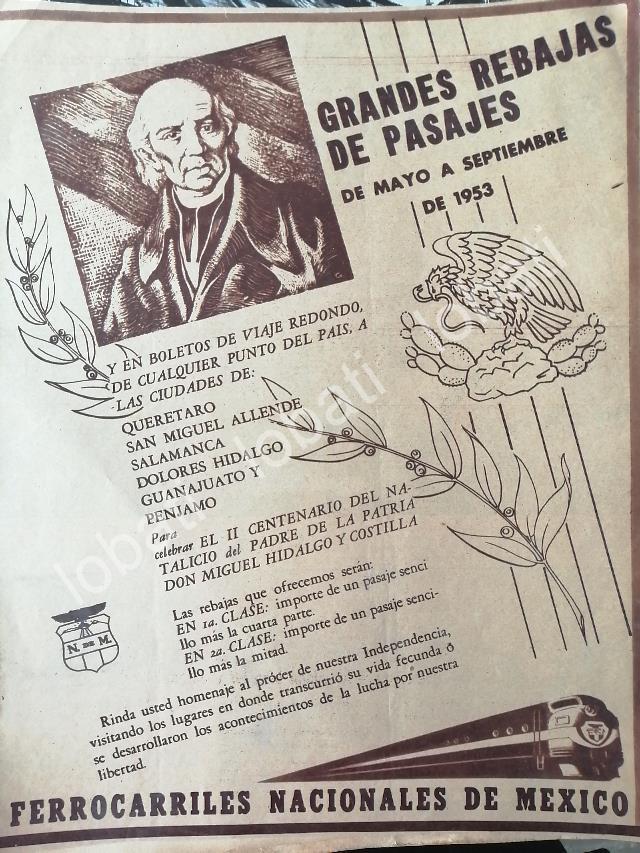 GRANDES REBAJAS
DE PASAJES
DE MAYO A SEPTIEMBRE
DE 1953
Y EN BOLETOS DE VIAJE REDONDO,
DE CUALQUIER PUNTO DEL PAIS, A
LAS CIUDADES DE:
QUERETARO
SAN MIGUEL ALLENDE
SALAMANCA
DOLORES HIDALGO
GUANAJUATO Y
PENJAMO
Para
celebrar EL II CENTENARIO DEL NA-
TALICIO del PADRE DE LA PATRIA
DON MIGUEL HIDALGO Y COSTILLA
Las rebajas que ofrecemos serán:
EN 1a. CLASE: importe de un pasaje senci
llo más la cuarta parte.
EN 2a. CLASE: importe de un pasaje senci-
llo más la mitad.
N. DE M.
Rinda usted homenaje al prócer de nuestra Independencia,
visitando los lugares en donde transcurrió su vida fecunda ó
se desarrollaron los acontecimientos de la lucha por nuestra
libertad.
FERROCARRILES NACIONALES DE MEXICO
lobati lobati lobati lobati